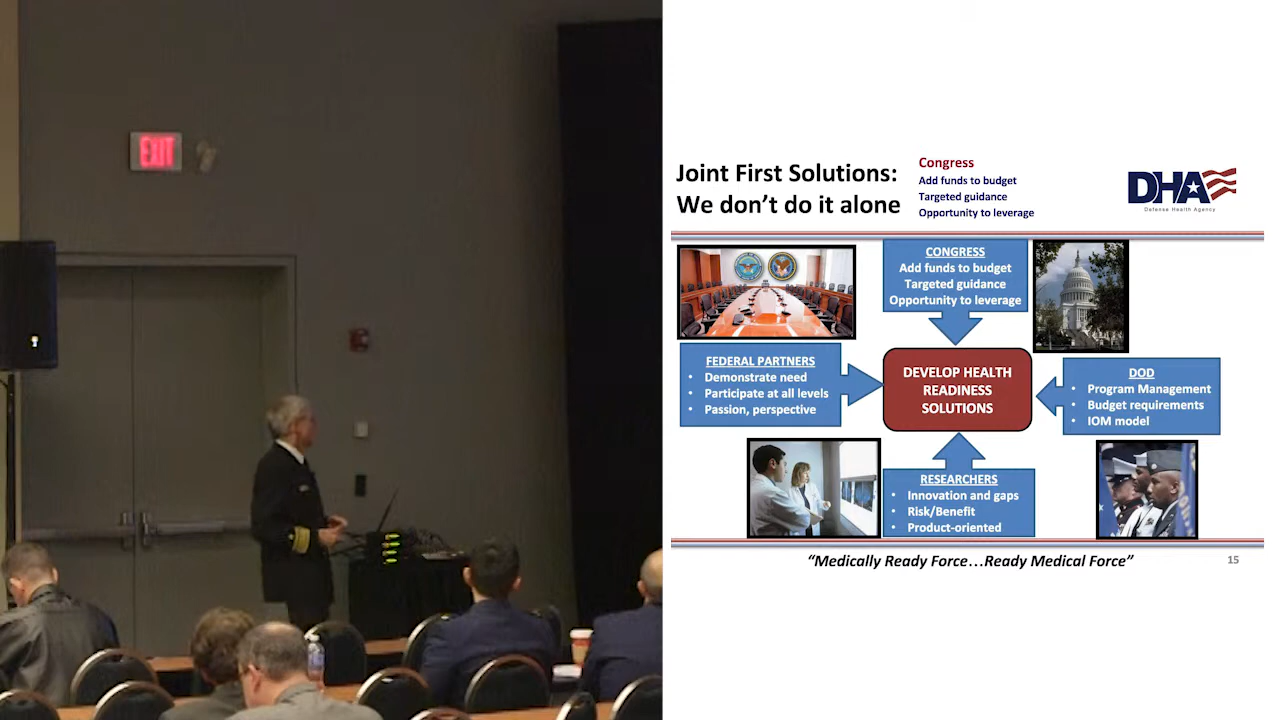 EXIT
Joint First Solutions:
We don’t do it alone
Congress
Add funds to budget
Targeted guidance
Opportunity to leverage
DHA
Defense Health Agency
CONGRESS
Add funds to budget
Targeted guidance
Opportunity to leverage
FEDERAL PARTNERS
• Demonstrate need
• Participate at all levels
• Passion, perspective
DEVELOP HEALTH
READINESS
SOLUTIONS
DOD
• Program Management
• Budget requirements
• IOM model
RESEARCHERS
• Innovation and gaps
• Risk/Benefit
• Product-oriented
“Medically Ready Force…Ready Medical Force”
15